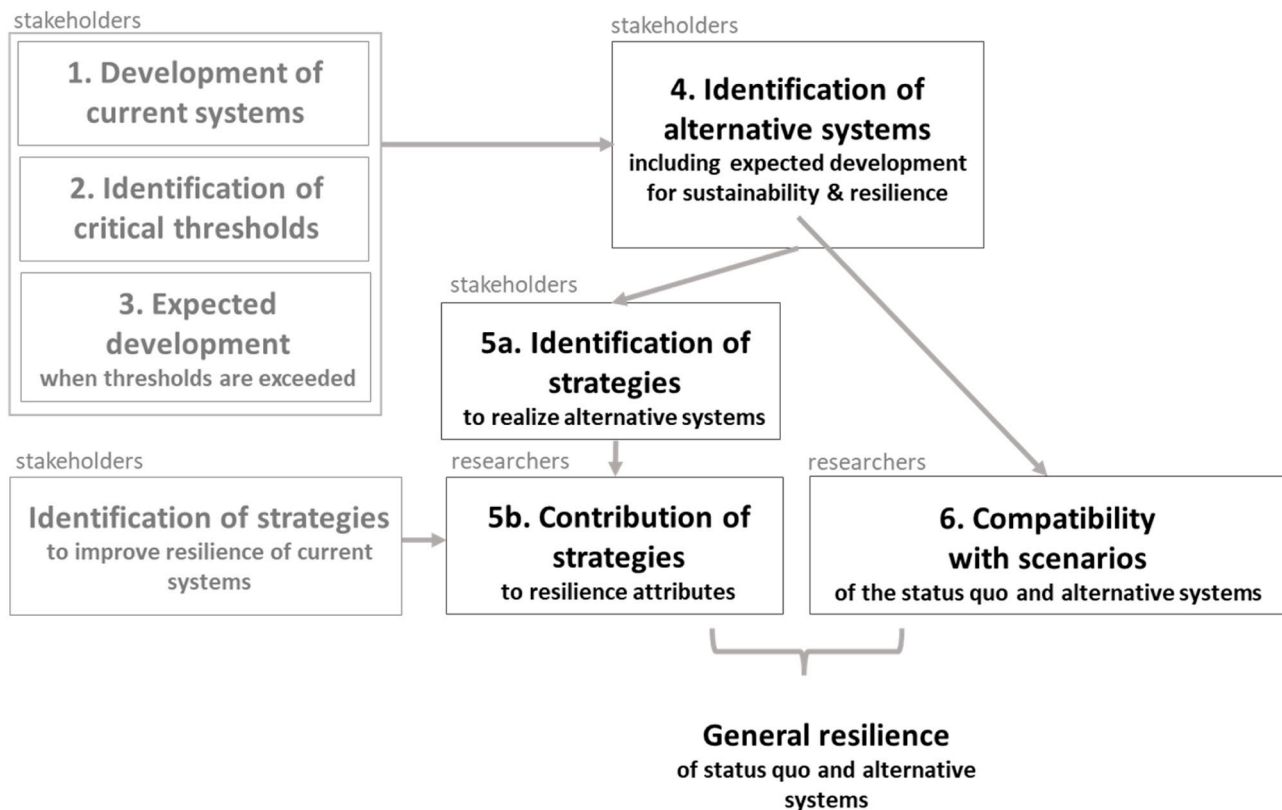 stakeholders
1. Development of
current systems
2. Identification of
critical thresholds
3. Expected
development
when thresholds are exceeded
stakeholders
4. Identification of
alternative systems
including expected development
for sustainability & resilience
stakeholders
5a. Identification of
strategies
to realize alternative systems
stakeholders
Identification of strategies
to improve resilience of current
systems
researchers
5b. Contribution of
strategies
to resilience attributes
researchers
6. Compatibility
with scenarios
of the status quo and alternative systems
General resilience
of status quo and alternative
systems